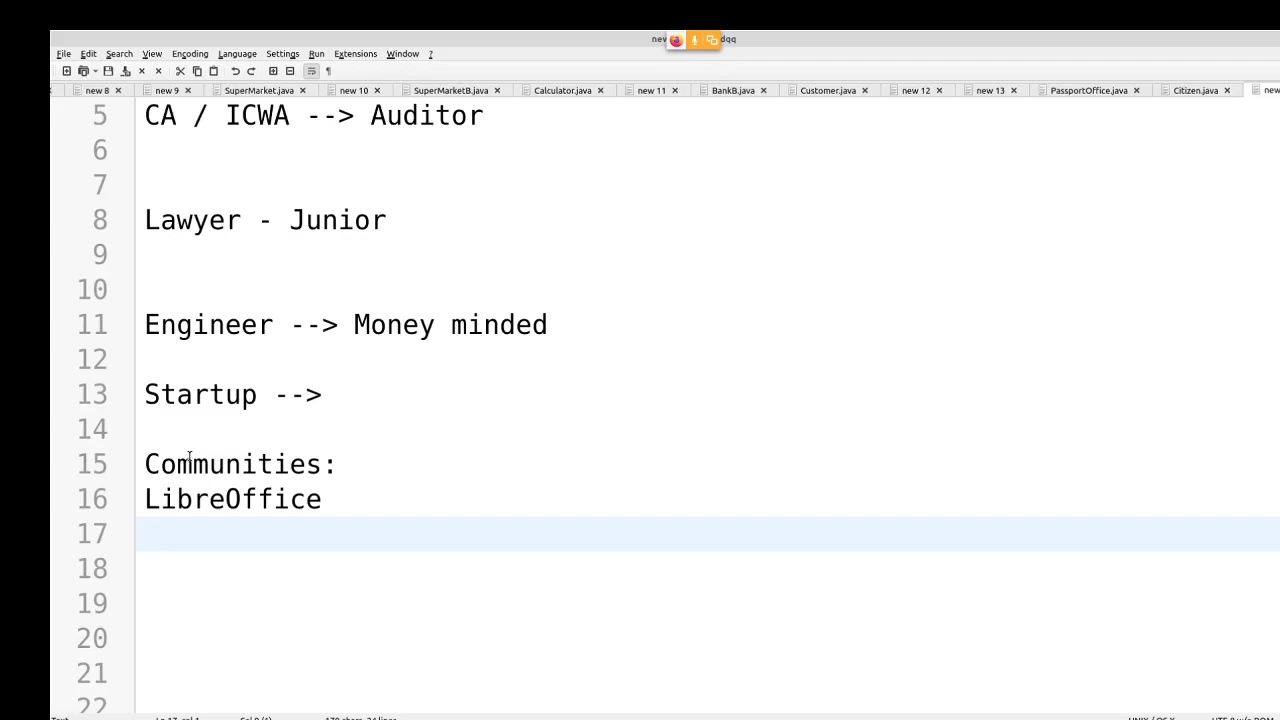 dqq
File Edit Search View Encoding Language Settings Run Extensions Window ?
new 8 new 9 SuperMarket.java new 10 SuperMarketB.java Calculator.java new 11 BankB.java Customer.java new 12 new 13 PassportOffice.java Citizen.java new
5 CA / ICWA --> Auditor
6
7
8 Lawyer - Junior
9
10
11 Engineer --> Money minded
12
13 Startup -->
14
15 Communities:
16 LibreOffice
17
18
19
20
21
22